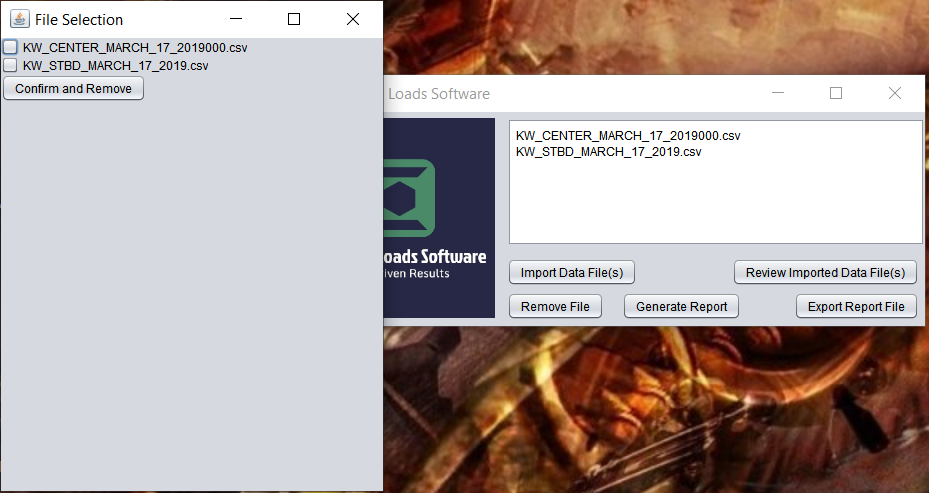 File Selection
KW_CENTER_MARCH_17_2019000.csv
KW_STBD_MARCH_17_2019.csv
Confirm and Remove
Loads Software
oads Software
iven Results
KW_CENTER_MARCH_17_2019000.csv
KW_STBD_MARCH_17_2019.csv
Import Data File(s)
Review Imported Data File(s)
Remove File
Generate Report
Export Report File